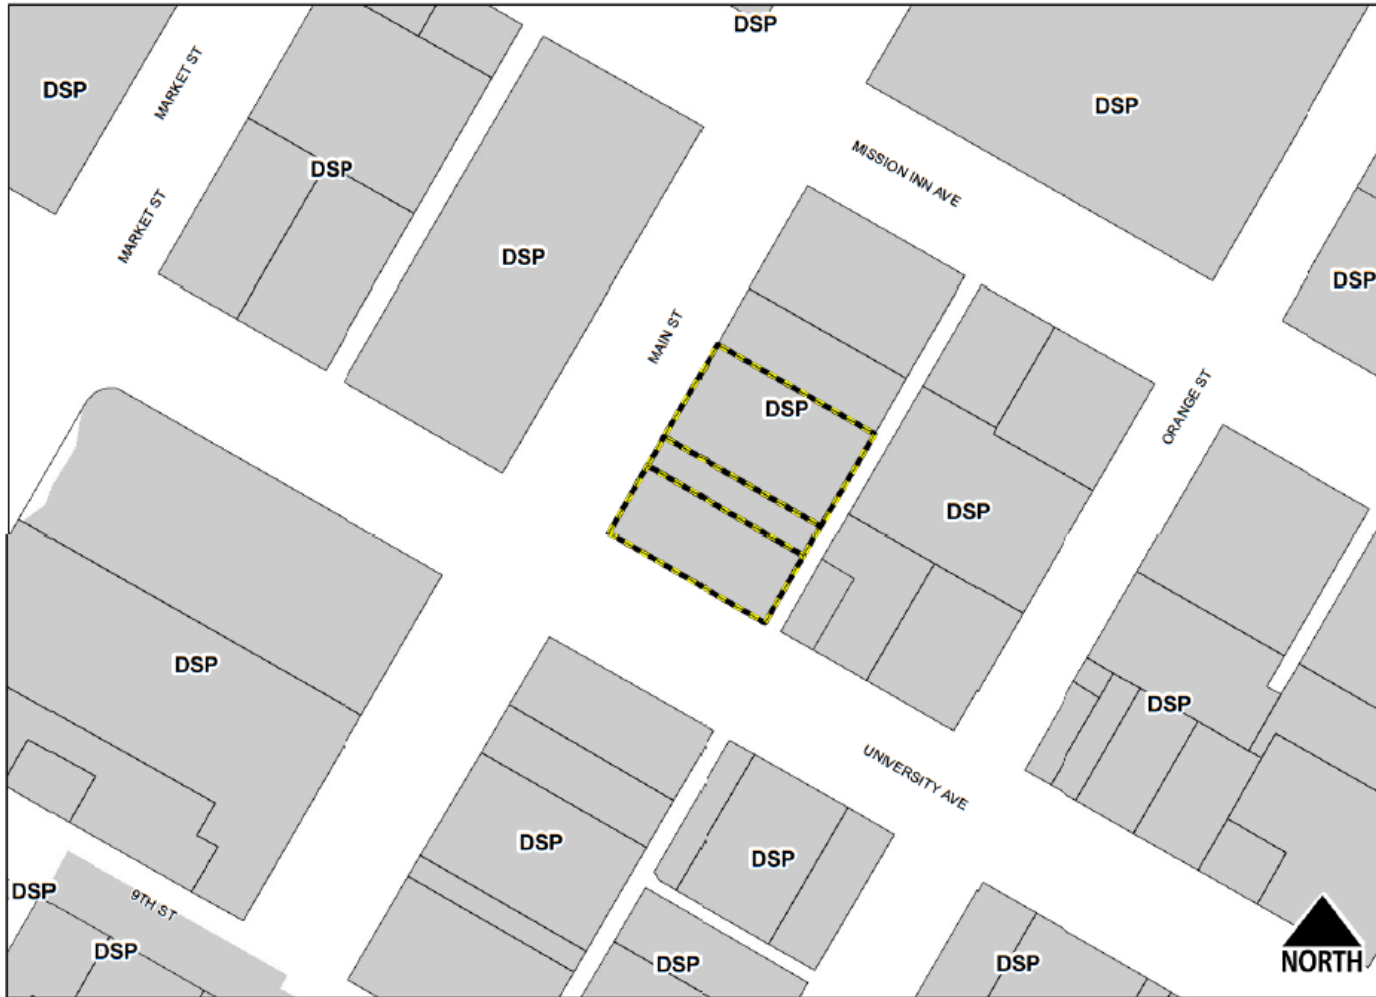 DSP
DSP
MARKET ST
DSP
MISSION INN AVE
DSP
MARKET ST
DSP
DSP
MAIN ST
ORANGE ST
DSP
DSP
DSP
DSP
UNIVERSITY AVE
DSP
DSP
DSP
9TH ST
DSP
DSP
DSP
NORTH